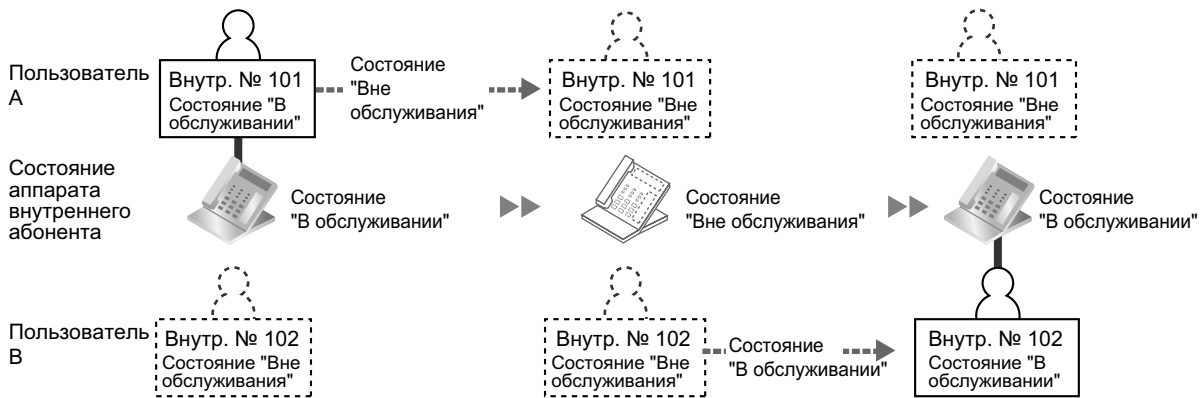 Пользователь
A
Внутр. № 101
Состояние "В
обслуживании"
Состояние
"Вне
обслуживания"
Внутр. № 101
Состояние "Вне
обслуживания"
Внутр. № 101
Состояние "Вне
обслуживания"
Состояние
аппарата
внутреннего
абонента
Состояние
"В обслуживании"
Состояние
"Вне обслуживания"
Состояние
"В обслуживании"
Пользователь
B
Внутр. № 102
Состояние "Вне
обслуживания"
Внутр. № 102
Состояние "Вне
обслуживания"
Состояние
"В обслуживании"
Внутр. № 102
Состояние "В
обслуживании"